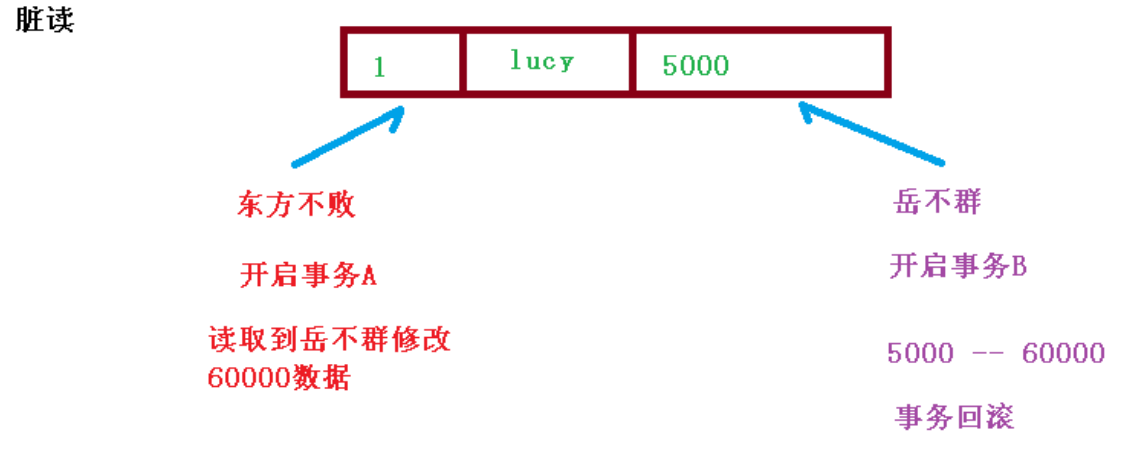 脏读
1 lucy 5000
东方不败
岳不群
开启事务A
开启事务B
读取到岳不群修改
60000数据
5000 -- 60000
事务回滚